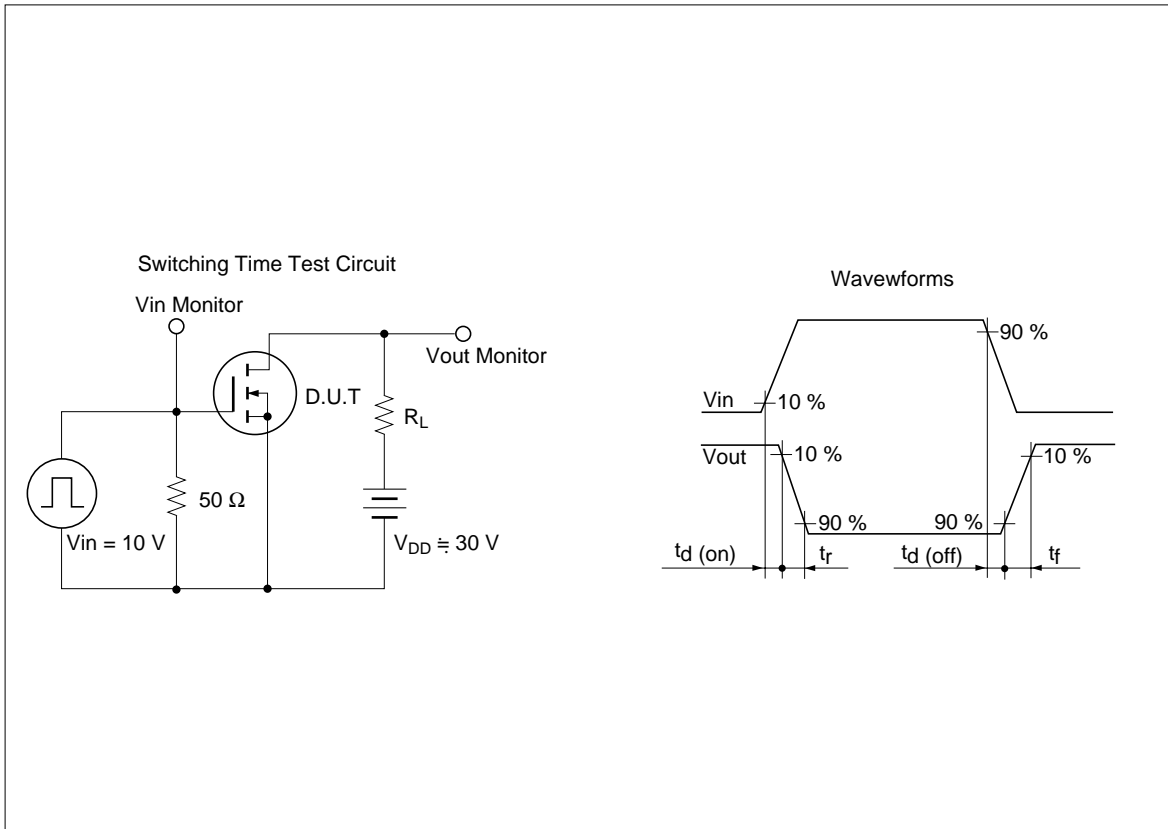 Switching Time Test Circuit
Vin Monitor
Vout Monitor
D.U.T
RL
50 Ω
Vin = 10 V
VDD ≒ 30 V
Wavewforms
90 %
Vin
10 %
Vout
10 %
10 %
90 %
90 %
td (on)
tr
td (off)
tf